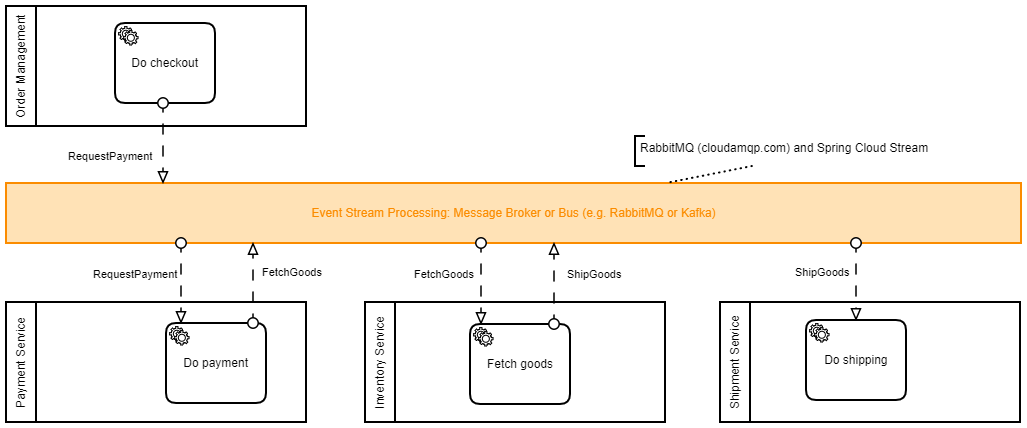 Order Management
Do checkout
RequestPayment
RabbitMQ (cloudamqp.com) and Spring Cloud Stream
Event Stream Processing: Message Broker or Bus (e.g. RabbitMQ or Kafka)
RequestPayment
FetchGoods
FetchGoods
ShipGoods
ShipGoods
Payment Service
Do payment
Inventory Service
Fetch goods
Shipment Service
Do shipping